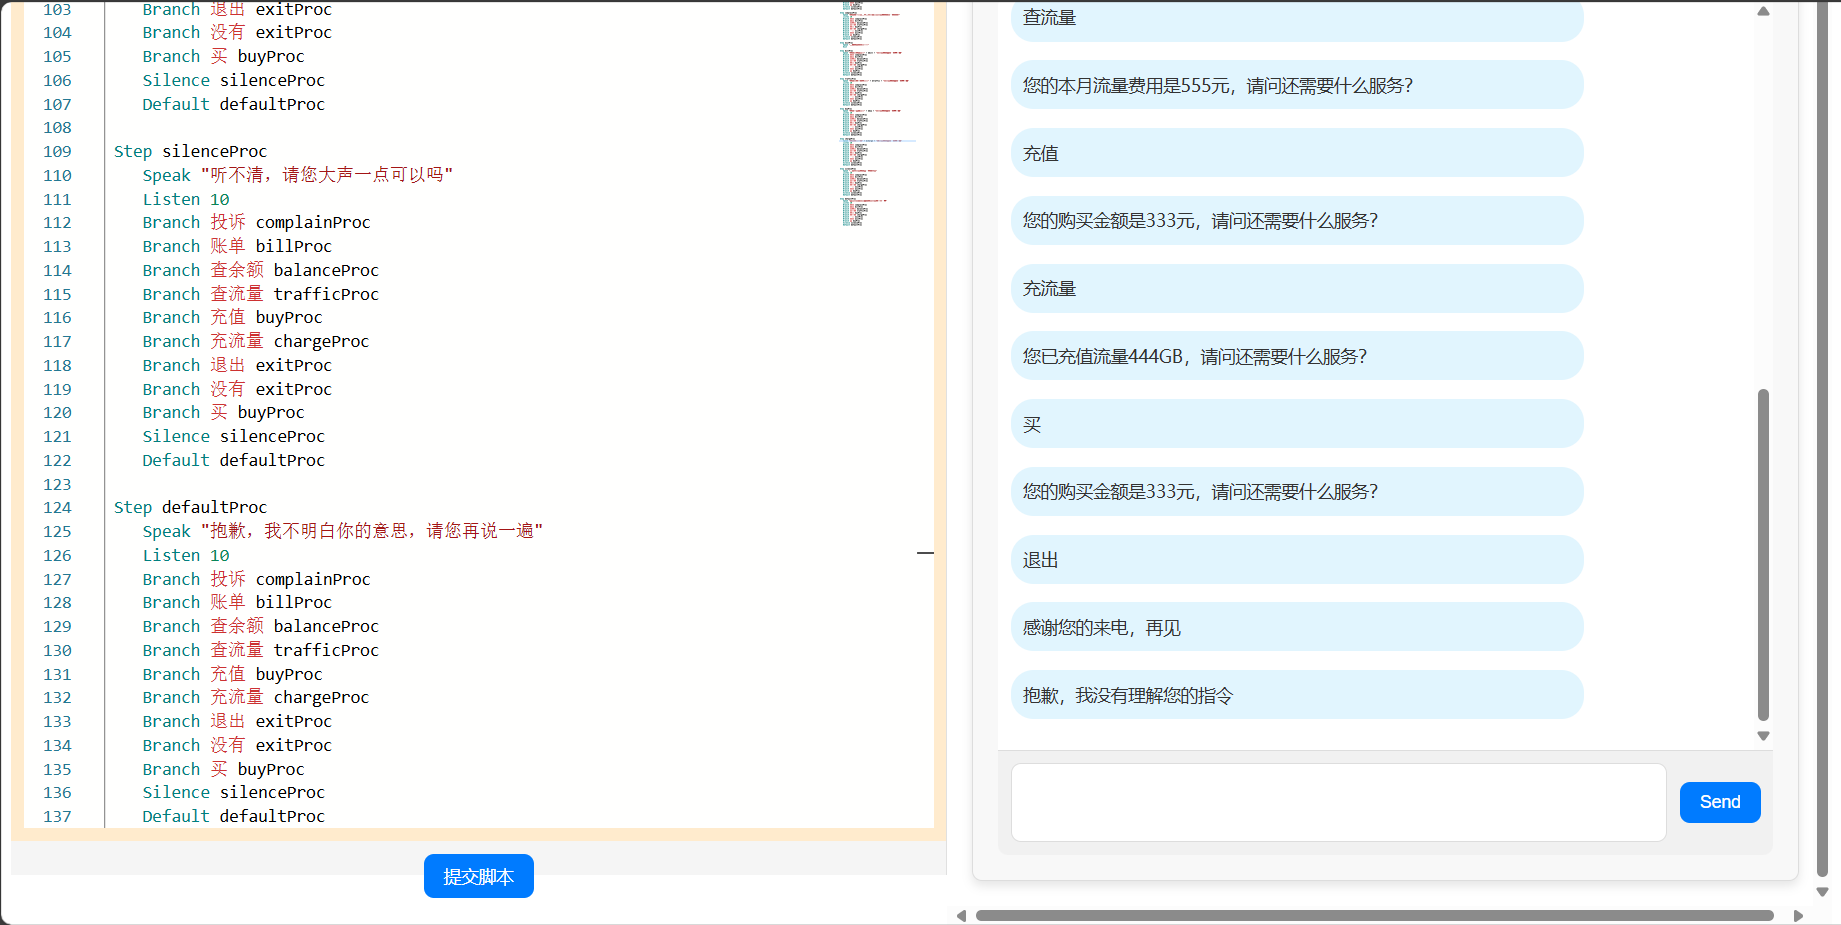 103 Branch 退出 exitProc
104 Branch 没有 exitProc
105 Branch 买 buyProc
106 Silence silenceProc
107 Default defaultProc
108
109 Step silenceProc
110 Speak "听不清，请您大声一点可以吗"
111 Listen 10
112 Branch 投诉 complainProc
113 Branch 账单 billProc
114 Branch 查余额 balanceProc
115 Branch 查流量 trafficProc
116 Branch 充值 buyProc
117 Branch 充流量 chargeProc
118 Branch 退出 exitProc
119 Branch 没有 exitProc
120 Branch 买 buyProc
121 Silence silenceProc
122 Default defaultProc
123
124 Step defaultProc
125 Speak "抱歉，我不明白你的意思，请您再说一遍"
126 Listen 10
127 Branch 投诉 complainProc
128 Branch 账单 billProc
129 Branch 查余额 balanceProc
130 Branch 查流量 trafficProc
131 Branch 充值 buyProc
132 Branch 充流量 chargeProc
133 Branch 退出 exitProc
134 Branch 没有 exitProc
135 Branch 买 buyProc
136 Silence silenceProc
137 Default defaultProc
提交脚本
查流量
您的本月流量费用是555元，请问还需要什么服务？
充值
您的购买金额是333元，请问还需要什么服务？
充流量
您已充值流量444GB，请问还需要什么服务？
买
您的购买金额是333元，请问还需要什么服务？
退出
感谢您的来电，再见
抱歉，我没有理解您的指令
Send